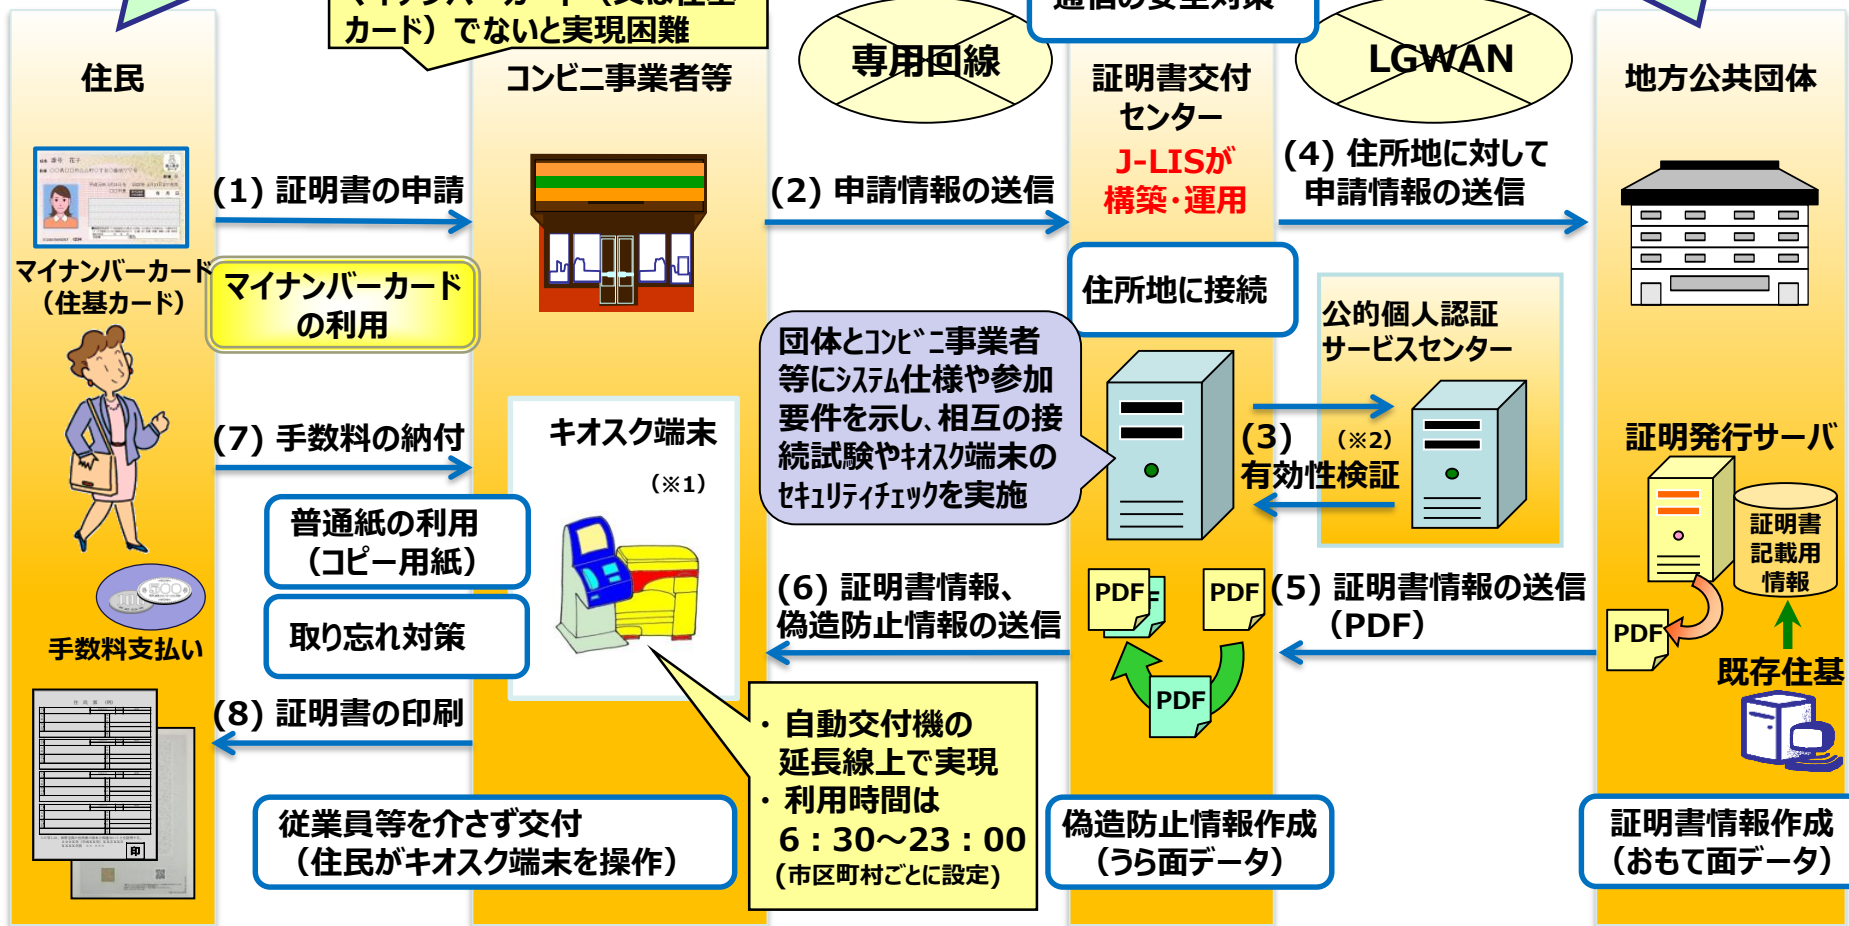 カード）でないと実現困難
専用回線
LGWAN
住民
コンビニ事業者等
証明書交付
センター
J-LISが
構築・運用
地方公共団体
(1) 証明書の申請
(2) 申請情報の送信
(4) 住所地に対して
申請情報の送信
マイナンバーカード
（住基カード）
マイナンバーカード
の利用
住所地に接続
公的個人認証
サービスセンター
団体とｺﾝﾋﾞﾆ事業者
等にｼｽﾃﾑ仕様や参加
要件を示し、相互の接
続試験やｷｵｽｸ端末の
ｾｷｭﾘﾃｨﾁｪｯｸを実施
(3)
（※2）
有効性検証
(7) 手数料の納付
キオスク端末
（※1）
証明発行サーバ
証明書
記載用
情報
普通紙の利用
（コピー用紙）
取り忘れ対策
手数料支払い
(6) 証明書情報、
偽造防止情報の送信
PDF
PDF
PDF
(5) 証明書情報の送信
（PDF）
PDF
既存住基
(8) 証明書の印刷
・ 自動交付機の
延長線上で実現
・ 利用時間は
6：30～23：00
(市区町村ごとに設定)
従業員等を介さず交付
（住民がキオスク端末を操作）
偽造防止情報作成
（うら面データ）
証明書情報作成
（おもて面データ）
印